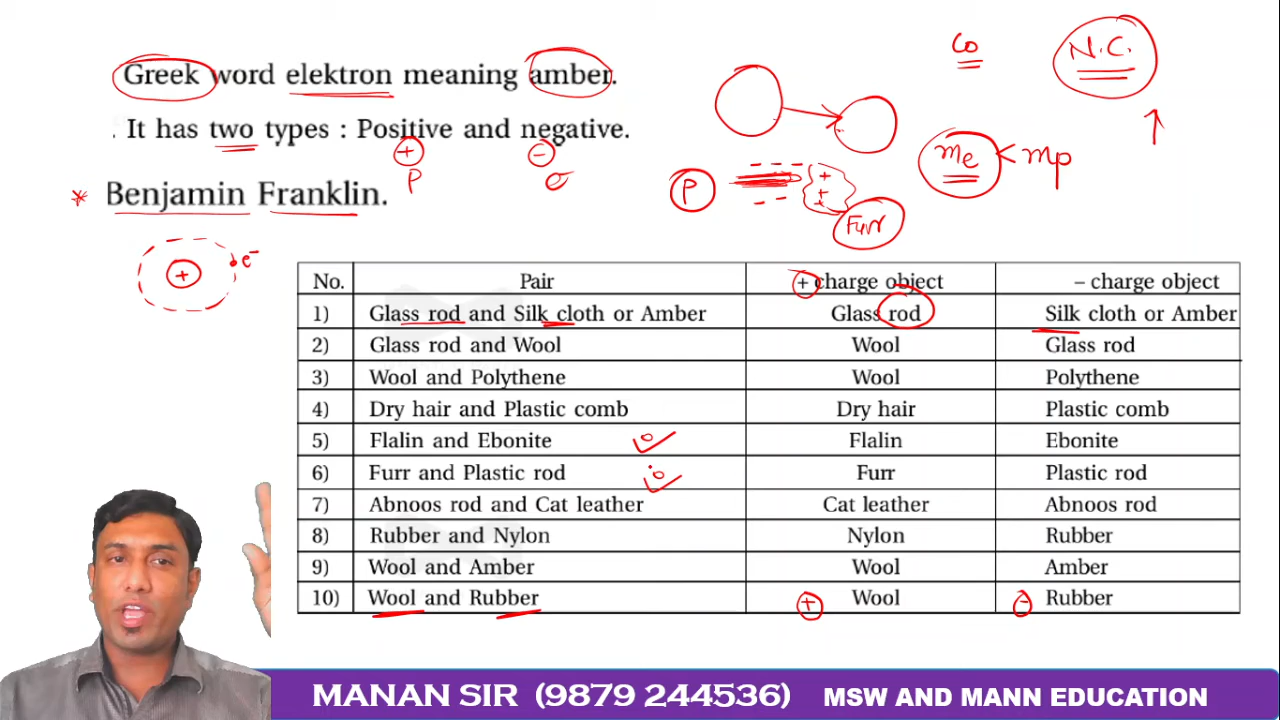 Greek word elektron meaning amber.
. It has two types : Positive and negative.
+ −
P e
* Benjamin Franklin.
+ e⁻
Co
N.C.
me < mp
P
- - - -
+
+
+
- -
Furr
No. Pair + charge object – charge object
1) Glass rod and Silk cloth or Amber Glass rod Silk cloth or Amber
2) Glass rod and Wool Wool Glass rod
3) Wool and Polythene Wool Polythene
4) Dry hair and Plastic comb Dry hair Plastic comb
5) Flalin and Ebonite Flalin Ebonite
6) Furr and Plastic rod Furr Plastic rod
7) Abnoos rod and Cat leather Cat leather Abnoos rod
8) Rubber and Nylon Nylon Rubber
9) Wool and Amber Wool Amber
10) Wool and Rubber + Wool − Rubber
MANAN SIR (9879 244536) MSW AND MANN EDUCATION